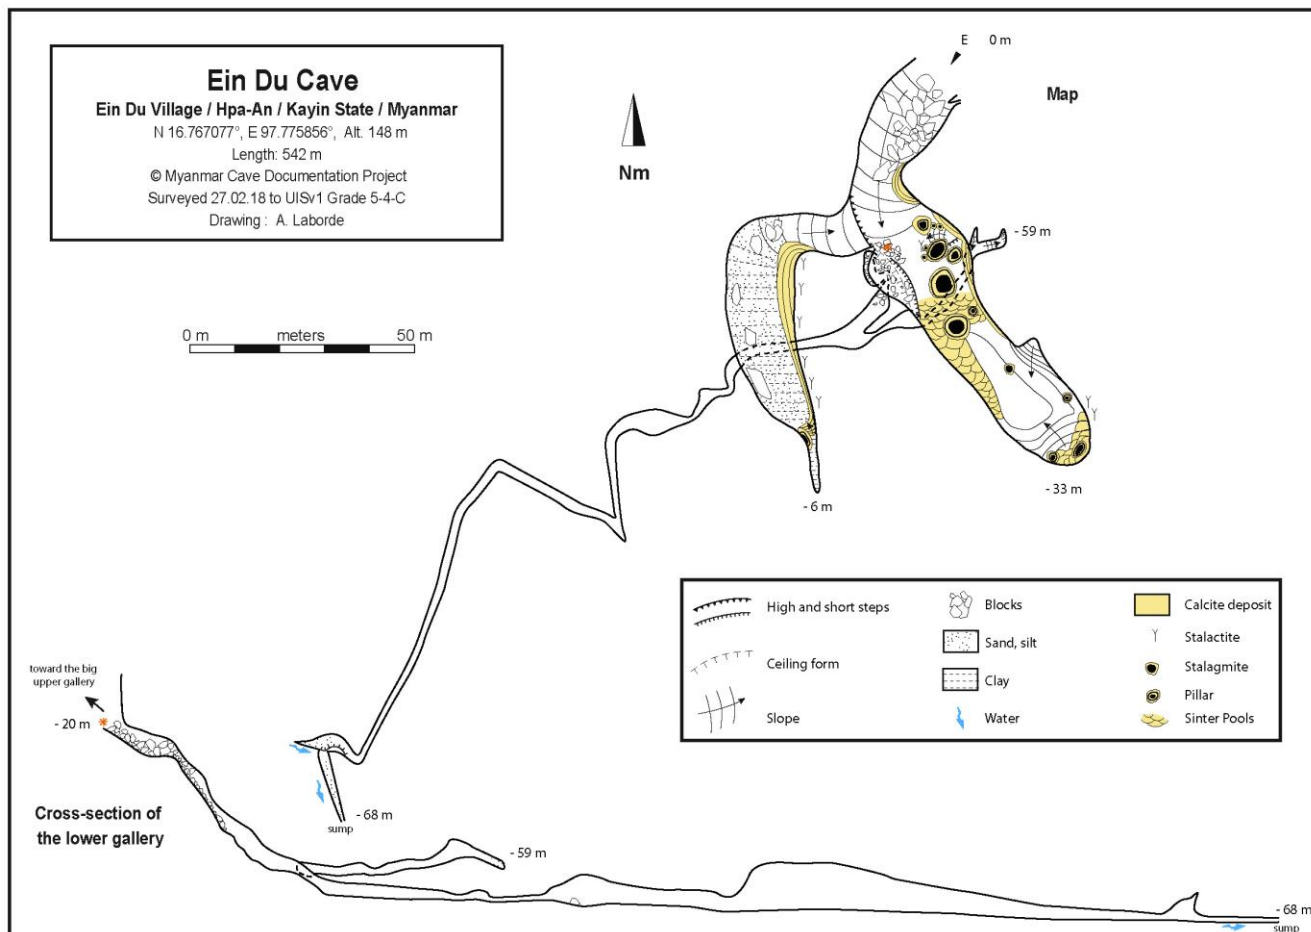 Ein Du Cave
Ein Du Village / Hpa-An / Kayin State / Myanmar
N 16.767077°, E 97.775856°, Alt. 148 m
Length: 542 m
© Myanmar Cave Documentation Project
Surveyed 27.02.18 to UISv1 Grade 5-4-C
Drawing : A. Laborde
Nm
E 0 m
Map
- 59 m
0 m meters 50 m
- 33 m
- 6 m
High and short steps
Ceiling form
Slope
Blocks
Sand, silt
Clay
Water
Calcite deposit
Stalactite
Stalagmite
Pillar
Sinter Pools
toward the big
upper gallery
- 20 m
- 68 m
sump
Cross-section of
the lower gallery
- 59 m
- 68 m
sump